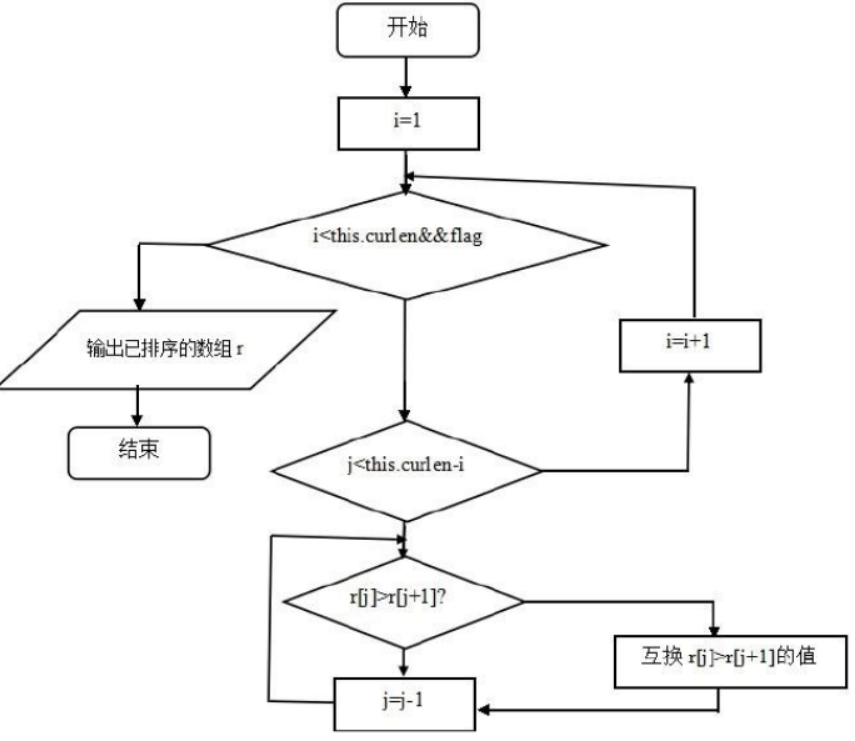 开始
i=1
i<this.curlen&&flag
输出已排序的数组 r
i=i+1
结束
j<this.curlen-i
r[j]>r[j+1]?
互换 r[j]>r[j+1]的值
j=j-1